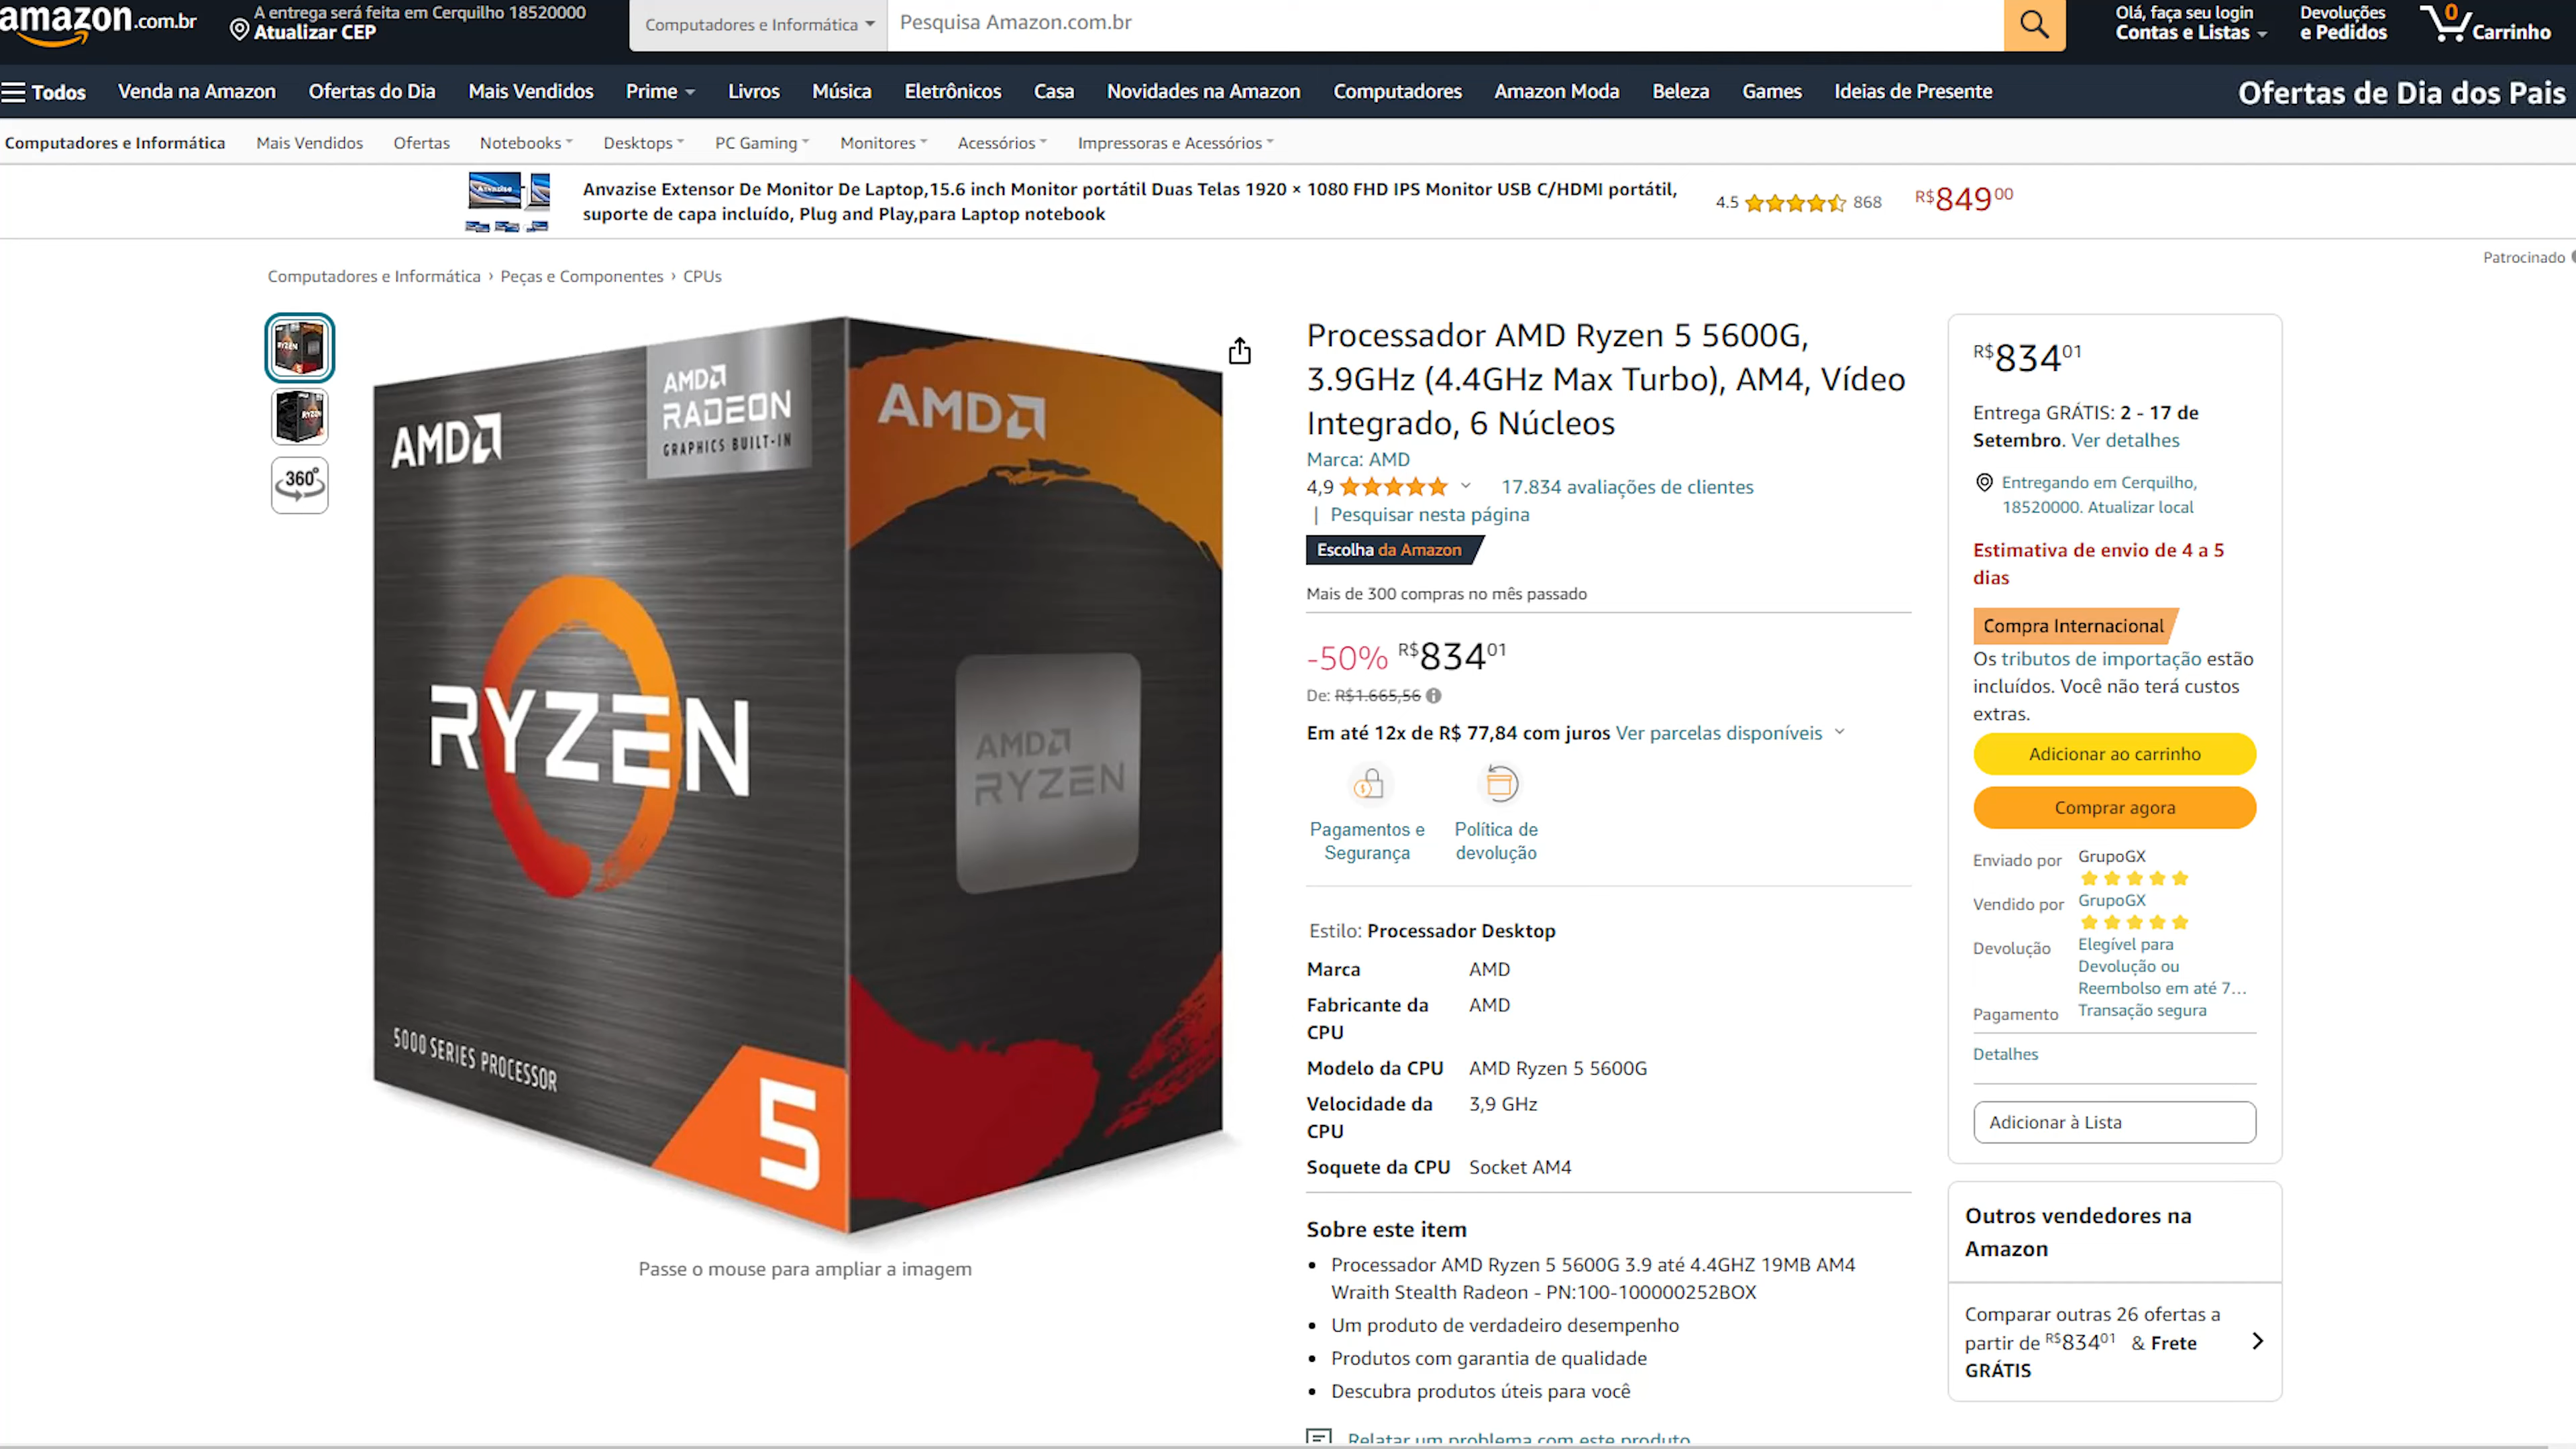 amazon.com.br
A entrega será feita em Cerquilho 18520000
Atualizar CEP
Computadores e Informática
Pesquisa Amazon.com.br
Olá, faça seu login
Contas e Listas
Devoluções
e Pedidos
0
Carrinho
Todos
Venda na Amazon
Ofertas do Dia
Mais Vendidos
Prime
Livros
Música
Eletrônicos
Casa
Novidades na Amazon
Computadores
Amazon Moda
Beleza
Games
Ideias de Presente
Ofertas de Dia dos Pais
Computadores e Informática
Mais Vendidos
Ofertas
Notebooks
Desktops
PC Gaming
Monitores
Acessórios
Impressoras e Acessórios
Anvazise Extensor De Monitor De Laptop,15.6 inch Monitor portátil Duas Telas 1920 × 1080 FHD IPS Monitor USB C/HDMI portátil,
suporte de capa incluído, Plug and Play,para Laptop notebook
4.5
868
R$84900
Patrocinado
Computadores e Informática › Peças e Componentes › CPUs
360°
AMD
AMD
RADEON
GRAPHICS BUILT-IN
AMD
RYZEN
AMD
RYZEN
5000 SERIES PROCESSOR
5
Passe o mouse para ampliar a imagem
Processador AMD Ryzen 5 5600G,
3.9GHz (4.4GHz Max Turbo), AM4, Vídeo
Integrado, 6 Núcleos
Marca: AMD
4,9
17.834 avaliações de clientes
| Pesquisar nesta página
Escolha da Amazon
Mais de 300 compras no mês passado
-50% R$83401
De: R$1.665,56
Em até 12x de R$ 77,84 com juros Ver parcelas disponíveis
Pagamentos e
Segurança
Política de
devolução
Estilo: Processador Desktop
Marca AMD
Fabricante da AMD
CPU
Modelo da CPU AMD Ryzen 5 5600G
Velocidade da 3,9 GHz
CPU
Soquete da CPU Socket AM4
Sobre este item
• Processador AMD Ryzen 5 5600G 3.9 até 4.4GHZ 19MB AM4
Wraith Stealth Radeon - PN:100-100000252BOX
• Um produto de verdadeiro desempenho
• Produtos com garantia de qualidade
• Descubra produtos úteis para você
Relatar um problema com este produto
R$83401
Entrega GRÁTIS: 2 - 17 de
Setembro. Ver detalhes
Entregando em Cerquilho,
18520000. Atualizar local
Estimativa de envio de 4 a 5
dias
Compra Internacional
Os tributos de importação estão
incluídos. Você não terá custos
extras.
Adicionar ao carrinho
Comprar agora
Enviado por GrupoGX
Vendido por GrupoGX
Devolução Elegível para
Devolução ou
Reembolso em até 7...
Pagamento Transação segura
Detalhes
Adicionar à Lista
Outros vendedores na
Amazon
Comparar outras 26 ofertas a
partir de R$83401 & Frete
GRÁTIS